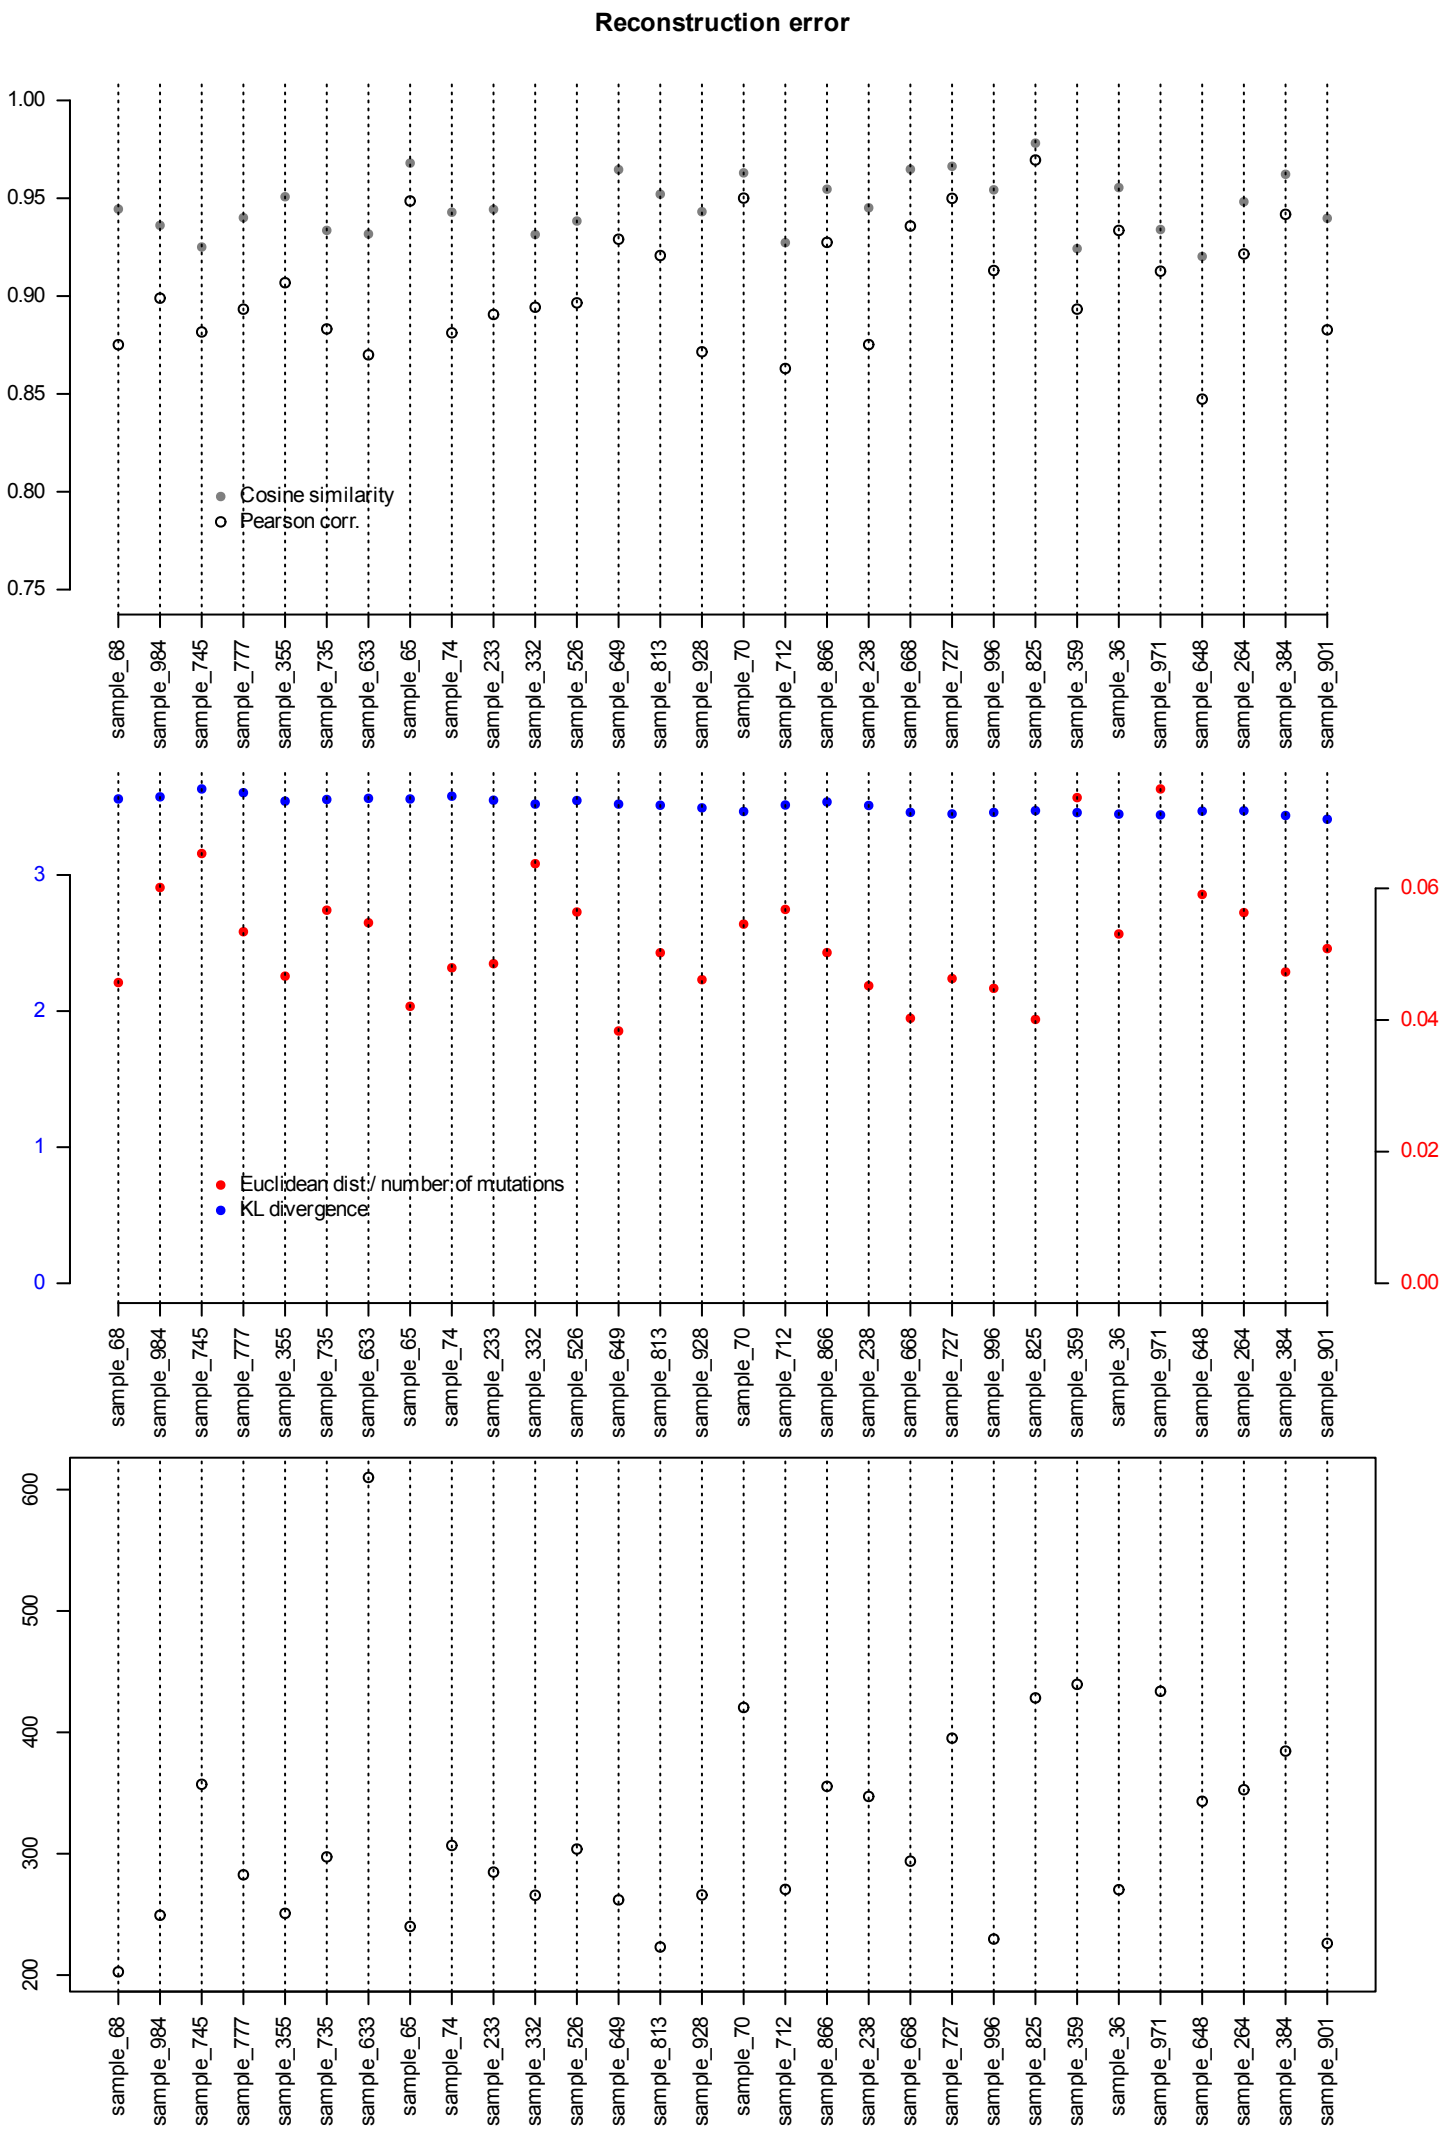 Reconstruction error
1.00
0.95
0.90
0.85
0.80
0.75
Cosine similarity
Pearson corr.
sample_68 sample_984 sample_745 sample_777 sample_355 sample_735 sample_633 sample_65 sample_74 sample_233 sample_332 sample_526 sample_649 sample_813 sample_928 sample_70 sample_712 sample_866 sample_238 sample_668 sample_727 sample_996 sample_825 sample_359 sample_36 sample_971 sample_648 sample_264 sample_384 sample_901
3
2
1
0
Euclidean dist./ number of mutations
KL divergence
0.06
0.04
0.02
0.00
sample_68 sample_984 sample_745 sample_777 sample_355 sample_735 sample_633 sample_65 sample_74 sample_233 sample_332 sample_526 sample_649 sample_813 sample_928 sample_70 sample_712 sample_866 sample_238 sample_668 sample_727 sample_996 sample_825 sample_359 sample_36 sample_971 sample_648 sample_264 sample_384 sample_901
600
500
400
300
200
sample_68 sample_984 sample_745 sample_777 sample_355 sample_735 sample_633 sample_65 sample_74 sample_233 sample_332 sample_526 sample_649 sample_813 sample_928 sample_70 sample_712 sample_866 sample_238 sample_668 sample_727 sample_996 sample_825 sample_359 sample_36 sample_971 sample_648 sample_264 sample_384 sample_901